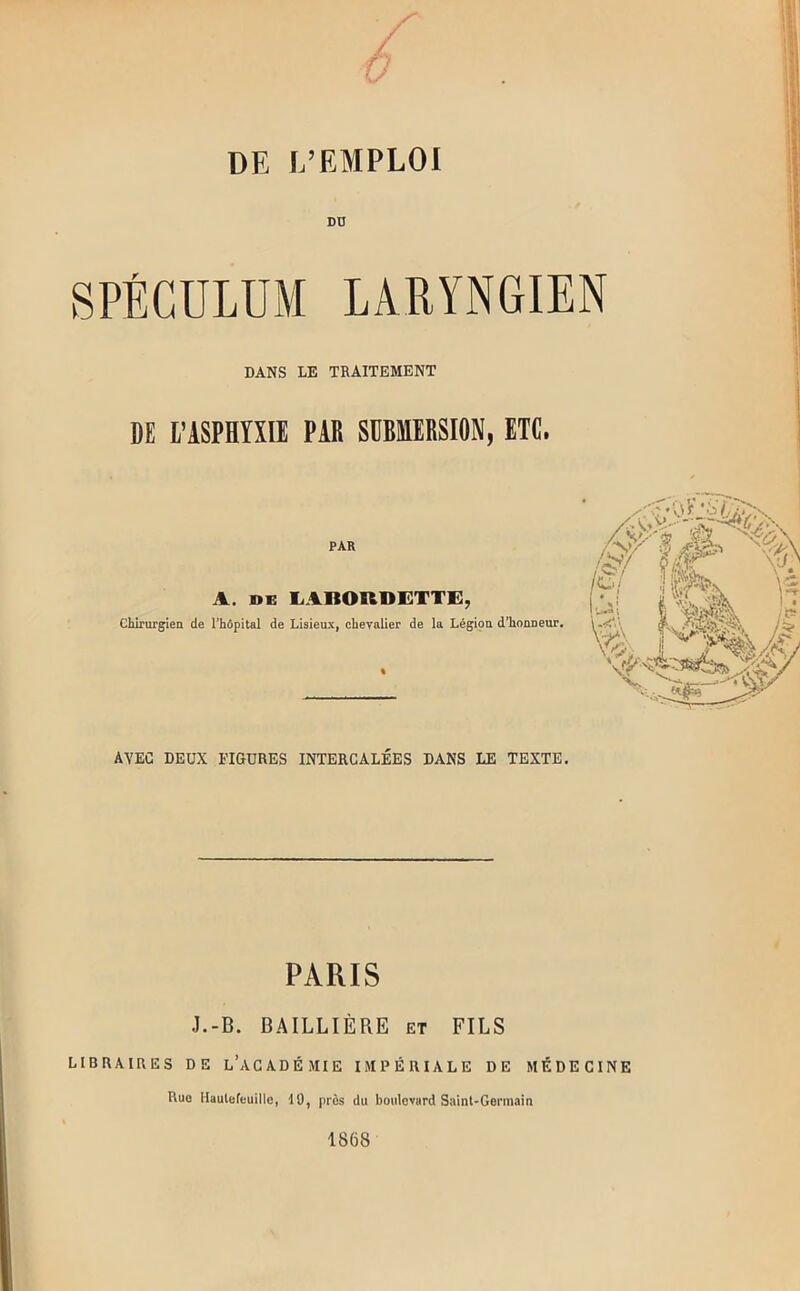 6
DE L'EMPLOI
DU
SPÉCULUM LARYNGIEN
DANS LE TRAITEMENT
DE L'ASPHYXIE PAR SUBMERSION, ETC.
PAR
A. DE LABORDETTE,
Chirurgien de l'hôpital de Lisieux, chevalier de la Légion d'honneur.
AVEC DEUX FIGURES INTERCALÉES DANS LE TEXTE.
PARIS
J.-B. BAILLIÈRE ET FILS
LIBRAIRES DE L'ACADÉMIE IMPÉRIALE DE MÉDECINE
Rue Hautefeuille, 19, près du boulevard Saint-Germain
1868